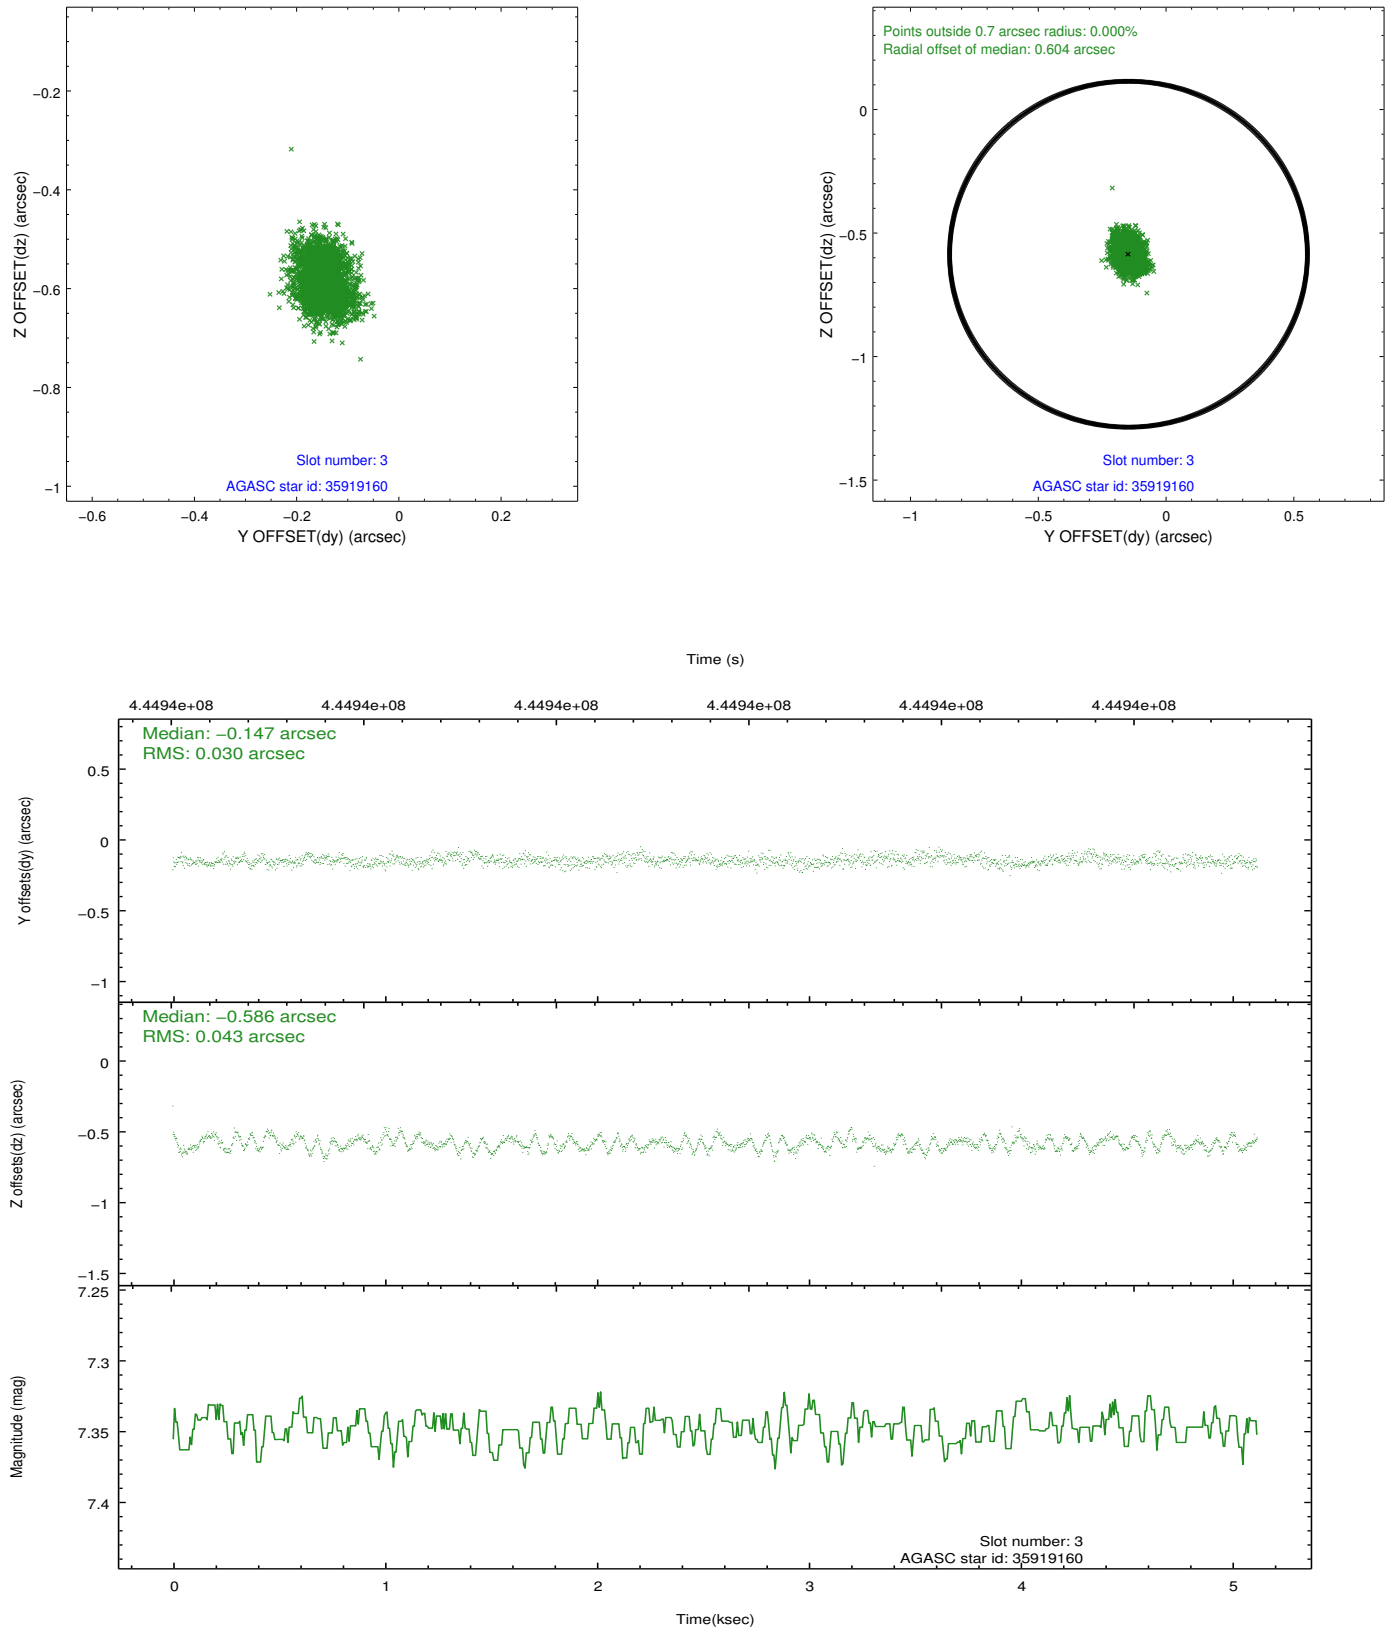 −0.2
−0.4
−0.6
−0.8
−1
Z OFFSET(dz) (arcsec)
Slot number: 3
AGASC star id: 35919160
−0.6
−0.4
−0.2
0
0.2
Y OFFSET(dy) (arcsec)
Points outside 0.7 arcsec radius: 0.000%
Radial offset of median: 0.604 arcsec
0
−0.5
−1
−1.5
Z OFFSET(dz) (arcsec)
Slot number: 3
AGASC star id: 35919160
−1
−0.5
0
0.5
Y OFFSET(dy) (arcsec)
Time (s)
4.4494e+08
4.4494e+08
4.4494e+08
4.4494e+08
4.4494e+08
4.4494e+08
Median: −0.147 arcsec
RMS: 0.030 arcsec
0.5
0
−0.5
−1
Y offsets(dy) (arcsec)
Median: −0.586 arcsec
RMS: 0.043 arcsec
0
−0.5
−1
−1.5
Z offsets(dz) (arcsec)
7.25
7.3
7.35
7.4
Magnitude (mag)
Slot number: 3
AGASC star id: 35919160
0
1
2
3
4
5
Time(ksec)